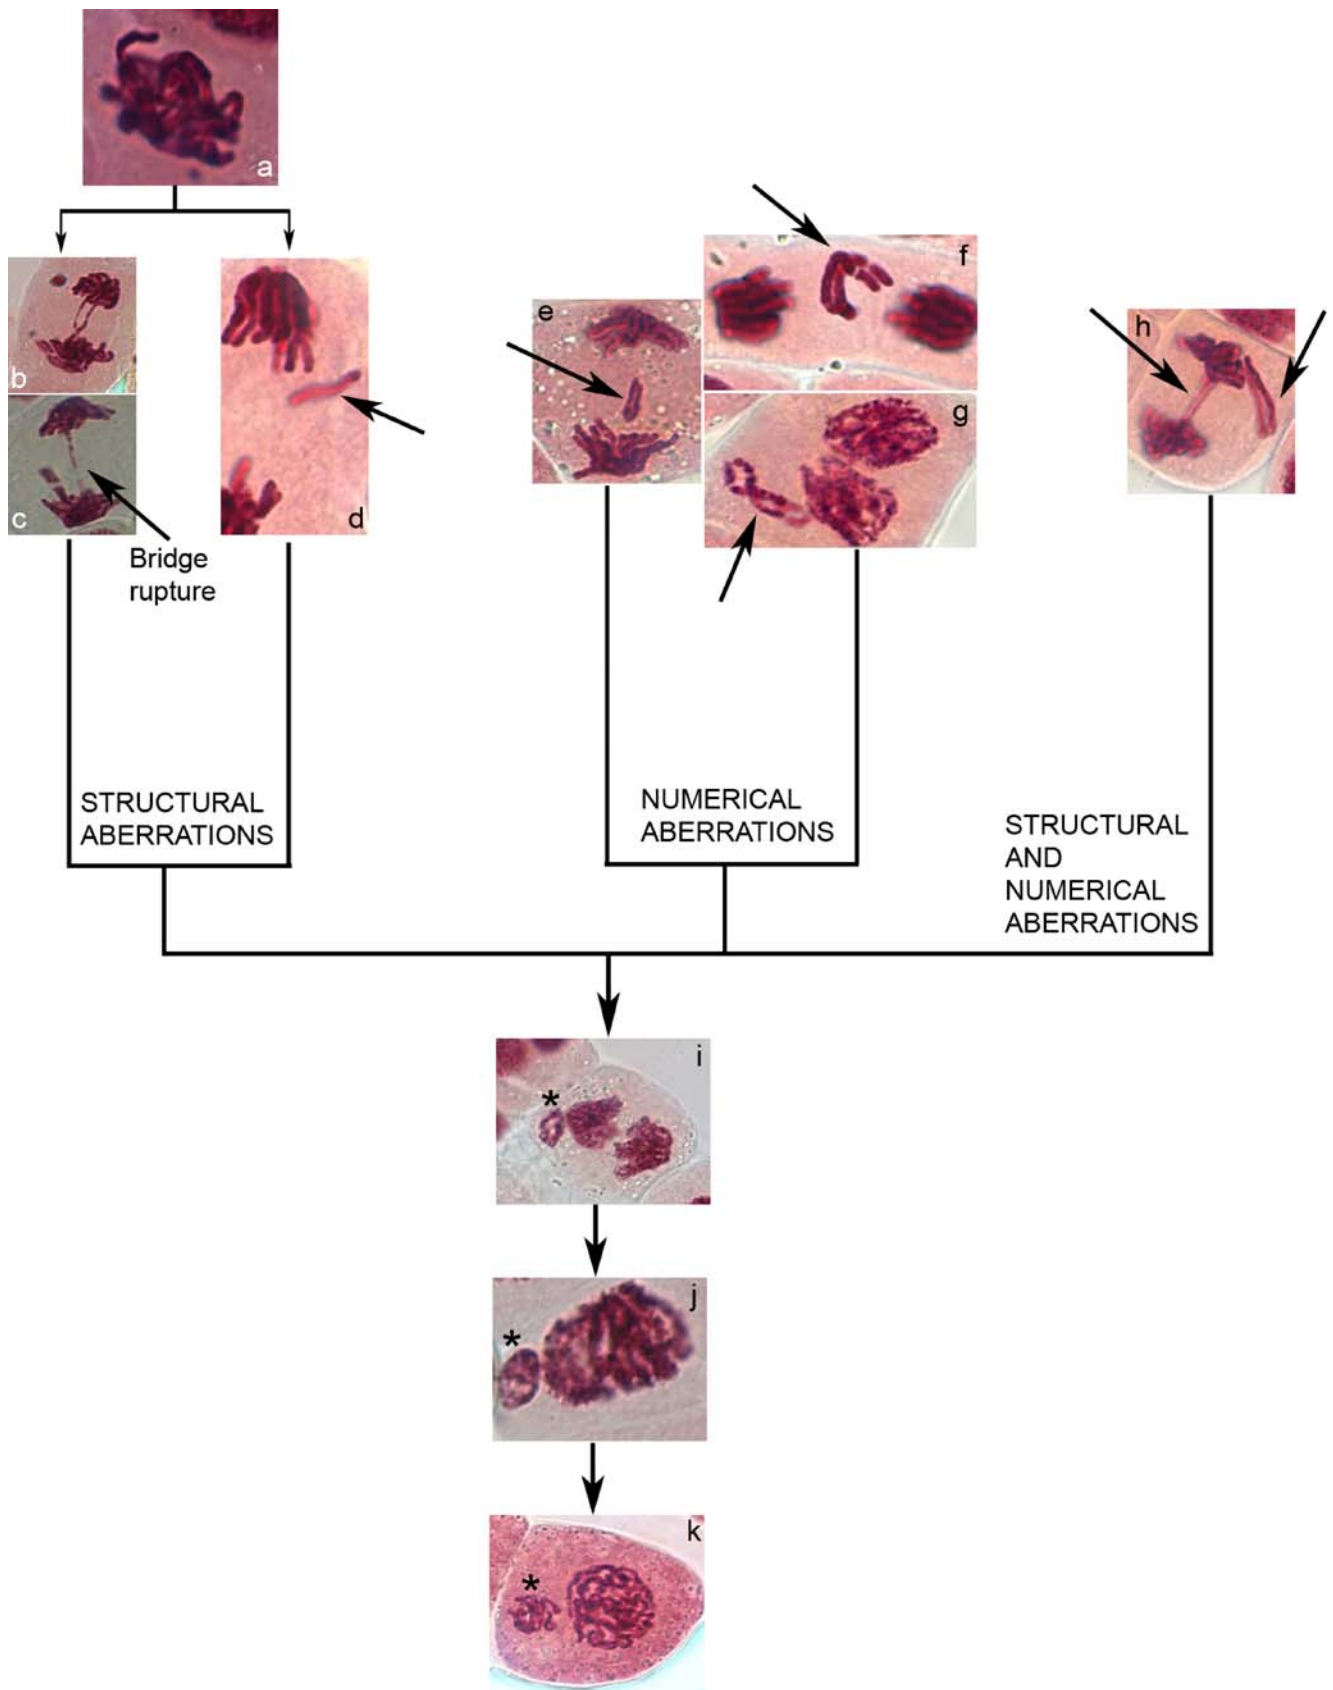 a
b
c
d
Bridge
rupture
e
f
g
h
STRUCTURAL
ABERRATIONS
NUMERICAL
ABERRATIONS
STRUCTURAL
AND
NUMERICAL
ABERRATIONS
i
*
j
*
k
*